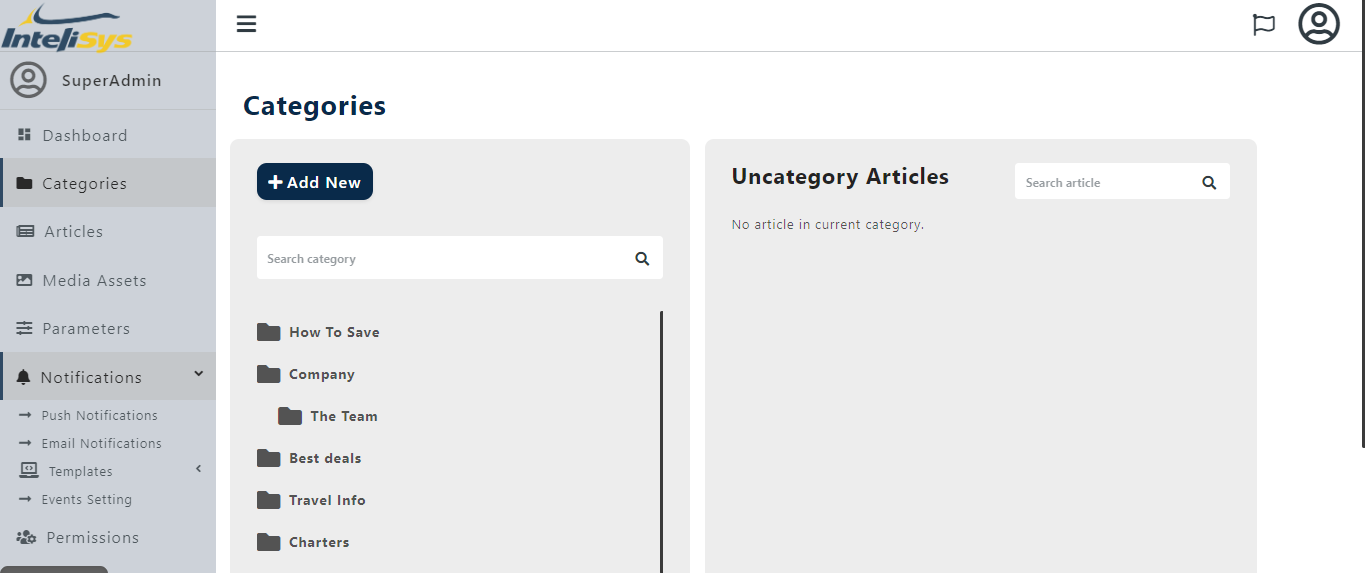 InteliSys
SuperAdmin
Dashboard
Categories
Articles
Media Assets
Parameters
Notifications
Push Notifications
Email Notifications
Templates
Events Setting
Permissions
Categories
Add New
Search category
How To Save
Company
The Team
Best deals
Travel Info
Charters
Uncategory Articles
Search article
No article in current category.